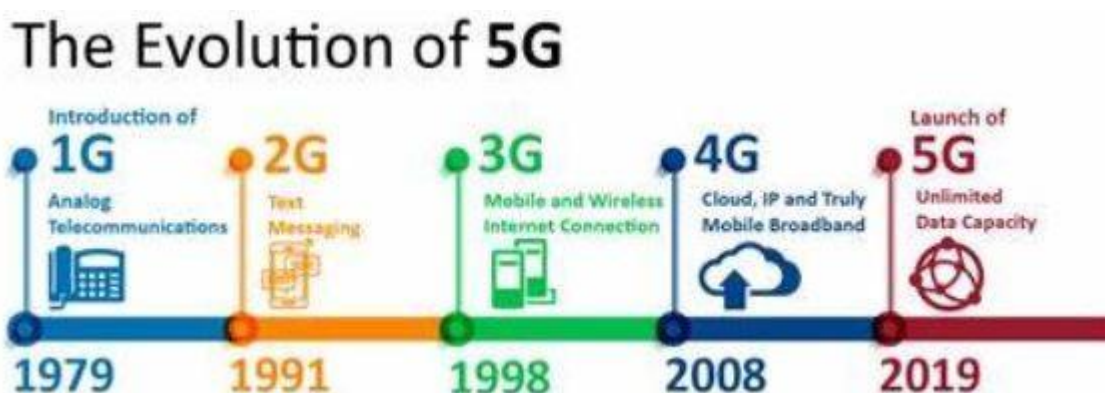 The Evolution of 5G
Introduction of
1G
Analog
Telecommunications
1979
2G
Text
Messaging
1991
3G
Mobile and Wireless
Internet Connection
1998
4G
Cloud, IP and Truly
Mobile Broadband
2008
Launch of
5G
Unlimited
Data Capacity
2019